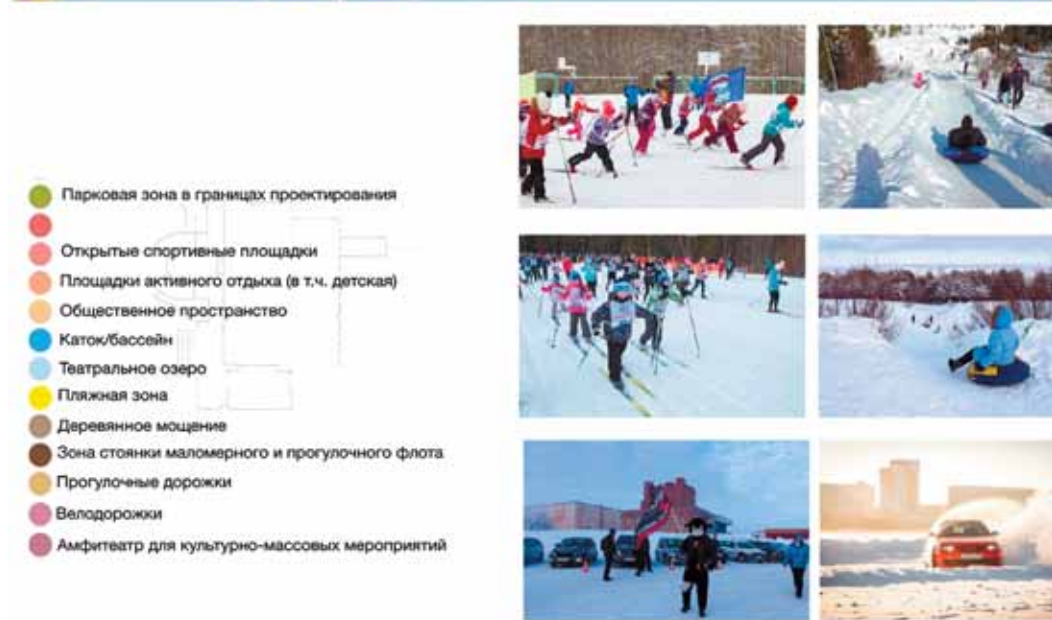 Парковая зона в границах проектирования
Открытые спортивные площадки
Площадки активного отдыха (в т.ч. детская)
Общественное пространство
Каток/бассейн
Театральное озеро
Пляжная зона
Деревянное мощение
Зона стоянки маломерного и прогулочного флота
Прогулочные дорожки
Велодорожки
Амфитеатр для культурно-массовых мероприятий